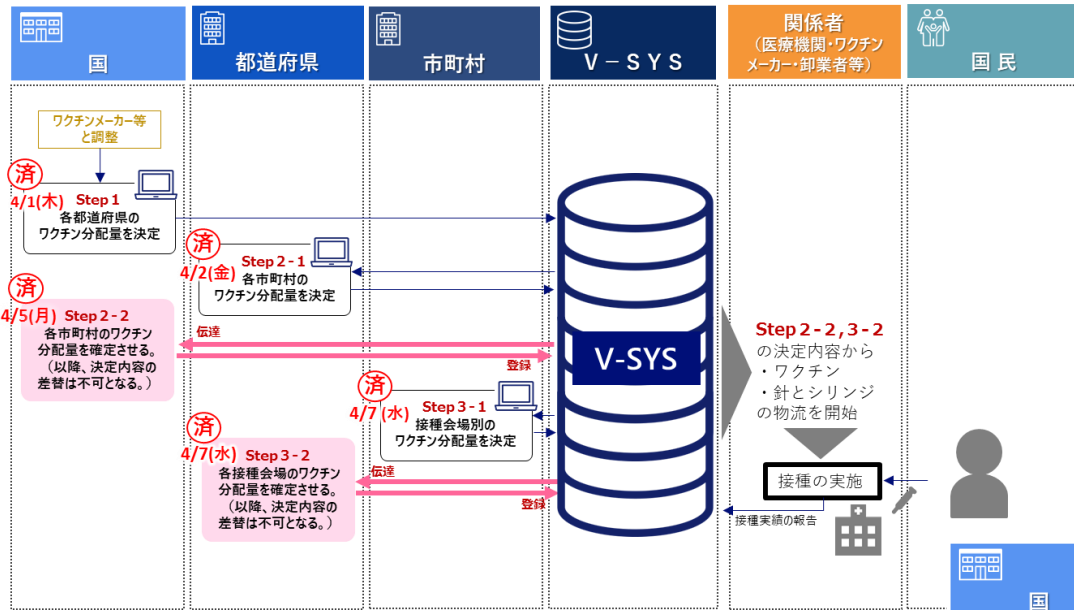 国
都道府県
市町村
V－SYS
関係者
（医療機関・ワクチン
メーカー・卸業者等）
国民
ワクチンメーカー等
と調整
済
4/1(木)
Step 1
各都道府県の
ワクチン分配量を決定
済
4/2(金)
Step 2-1
各市町村の
ワクチン分配量を決定
済
4/5(月)
Step 2-2
各市町村のワクチン
分配量を確定させる。
（以降、決定内容の
差替は不可となる。）
伝達
登録
V-SYS
済
4/7(水)
Step 3-1
接種会場別の
ワクチン分配量を決定
済
4/7(水)
Step 3-2
各接種会場のワクチン
分配量を確定させる。
（以降、決定内容の
差替は不可となる。）
伝達
登録
Step 2-2,3-2
の決定内容から
・ワクチン
・針とシリンジ
の物流を開始
接種の実施
接種実績の報告
国